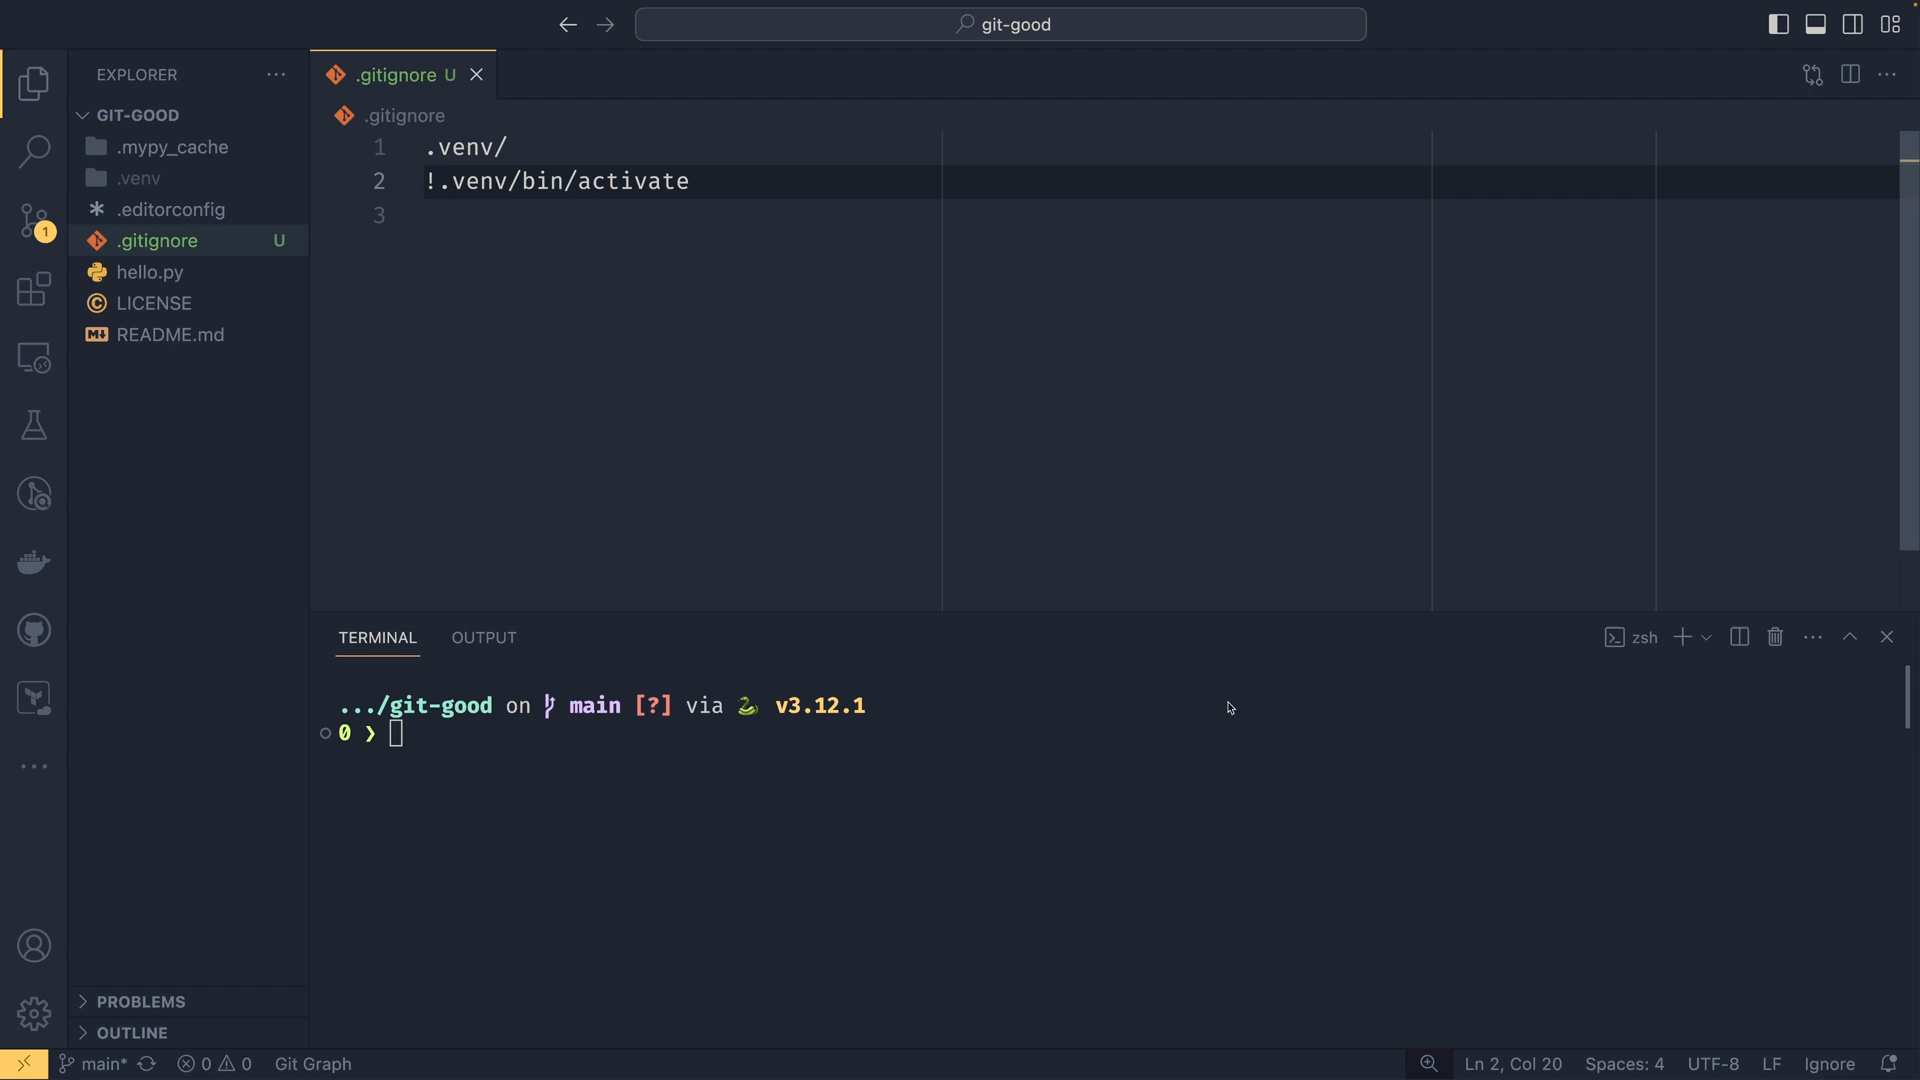 git-good
EXPLORER
GIT-GOOD
.mypy_cache
.venv
.editorconfig
.gitignore U
hello.py
LICENSE
README.md
PROBLEMS
OUTLINE
1
.gitignore U
.gitignore
1 .venv/
2 !.venv/bin/activate
3
TERMINAL OUTPUT
zsh
.../git-good on main [?] via v3.12.1
0 ❯
main* 0 0 Git Graph
Ln 2, Col 20 Spaces: 4 UTF-8 LF Ignore